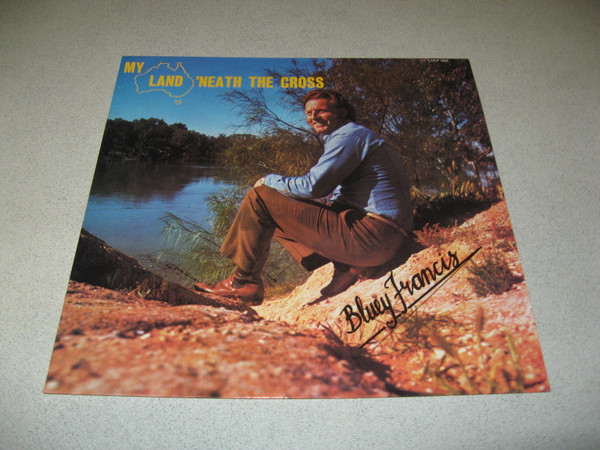 MY
LAND 'NEATH THE CROSS
Bluey Francis